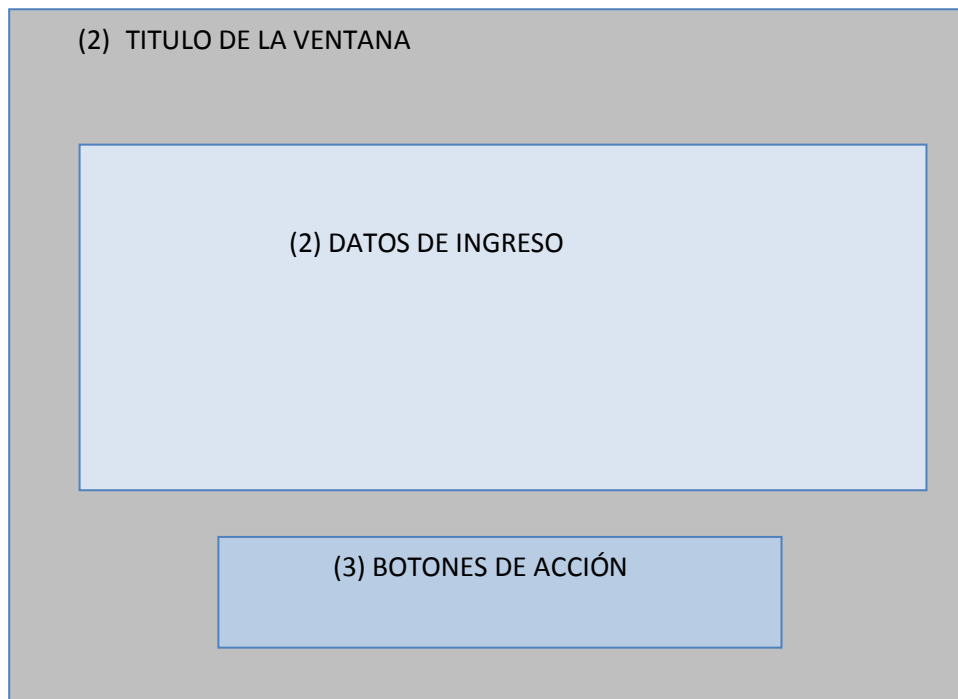 (2) TITULO DE LA VENTANA
(2) DATOS DE INGRESO
(3) BOTONES DE ACCIÓN